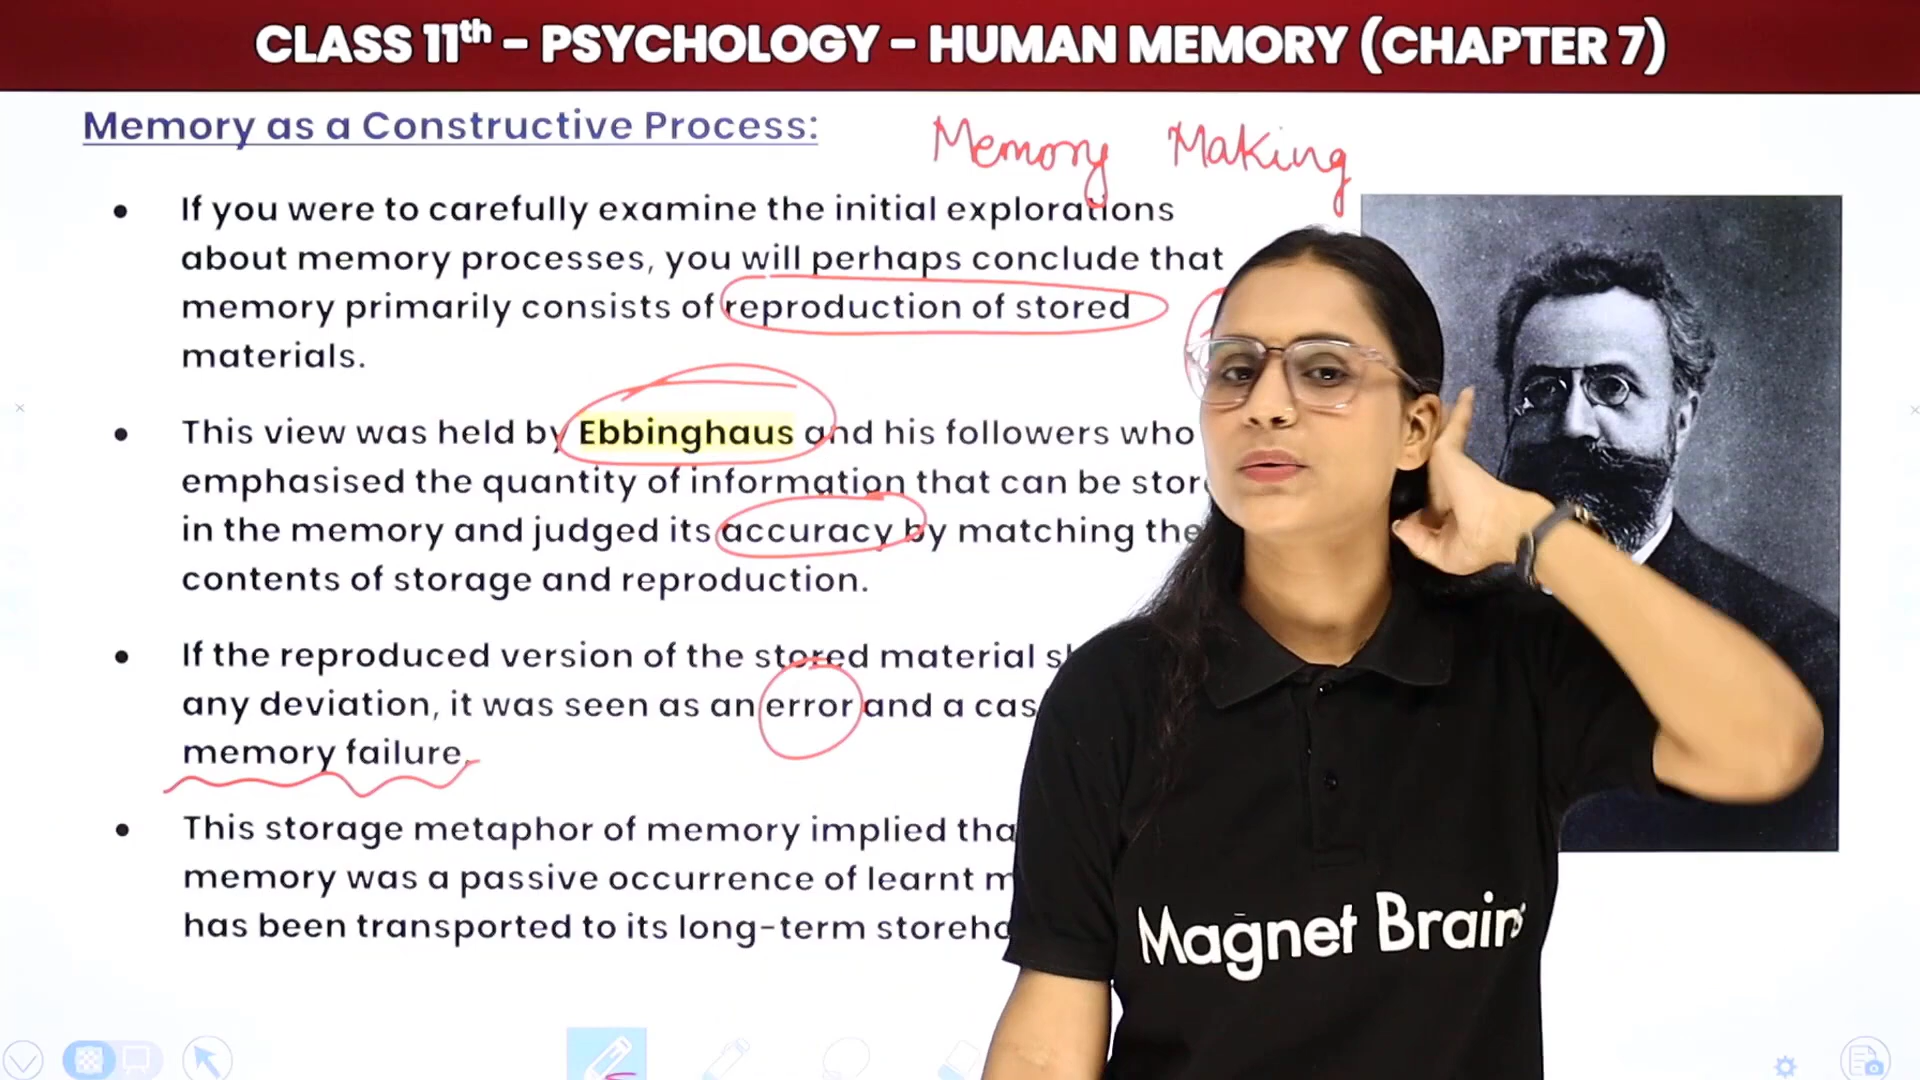 CLASS 11th – PSYCHOLOGY – HUMAN MEMORY (CHAPTER 7)
Memory as a Constructive Process:
Memory Making
• If you were to carefully examine the initial explorations
about memory processes, you will perhaps conclude that
memory primarily consists of reproduction of stored
materials.
• This view was held by Ebbinghaus and his followers who
emphasised the quantity of information that can be
in the memory and judged its accuracy by matching the
contents of storage and reproduction.
• If the reproduced version of the stored material
any deviation, it was seen as an error and a
memory failure.
• This storage metaphor of memory implied
memory was a passive occurrence of learnt
has been transported to its long-term
Magnet Brains